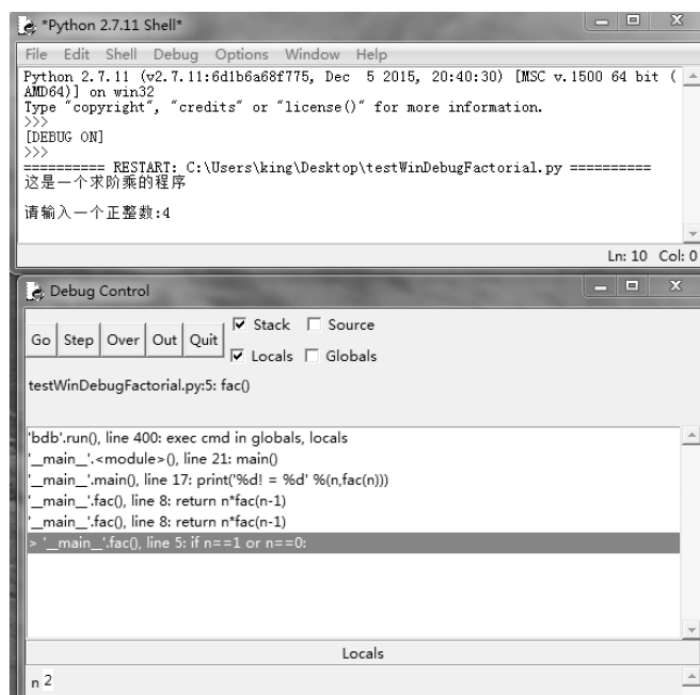 *Python 2.7.11 Shell*
File Edit Shell Debug Options Window Help
Python 2.7.11 (v2.7.11:6d1b6a68f775, Dec  5 2015, 20:40:30) [MSC v.1500 64 bit (
AMD64)] on win32
Type "copyright", "credits" or "license()" for more information.
>>>
[DEBUG ON]
>>>
========== RESTART: C:\Users\king\Desktop\testWinDebugFactorial.py ==========
这是一个求阶乘的程序
请输入一个正整数:4
Ln: 10 Col: 0
Debug Control
Go Step Over Out Quit Stack Source
Locals Globals
testWinDebugFactorial.py:5: fac()
'bdb'.run(), line 400: exec cmd in globals, locals
'__main__'.<module>(), line 21: main()
'__main__'.main(), line 17: print('%d! = %d' %(n,fac(n)))
'__main__'.fac(), line 8: return n*fac(n-1)
'__main__'.fac(), line 8: return n*fac(n-1)
> '__main__'.fac(), line 5: if n==1 or n==0:
Locals
n 2